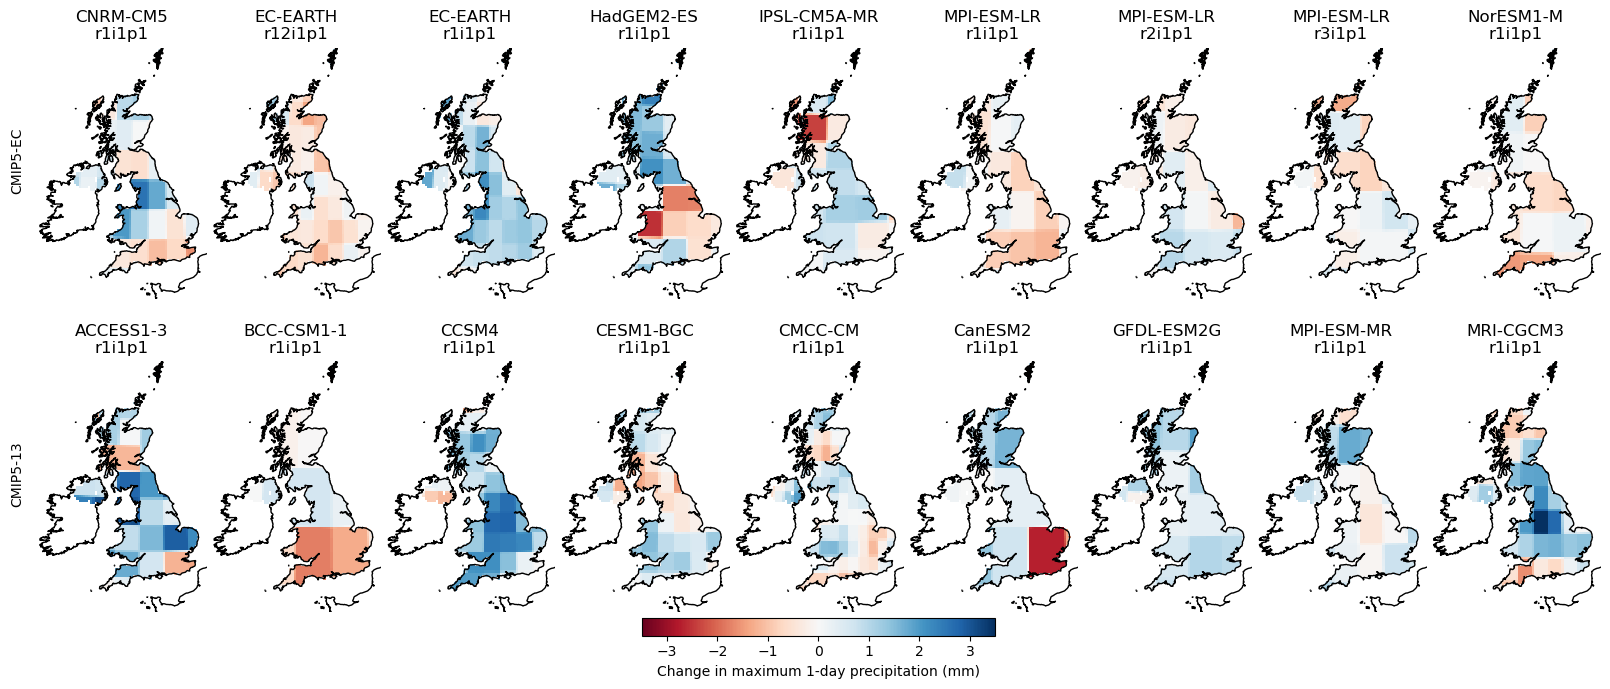 CNRM-CM5 EC-EARTH EC-EARTH HadGEM2-ES IPSL-CM5A-MR MPI-ESM-LR MPI-ESM-LR MPI-ESM-LR NorESM1-M
r1i1p1 r12i1p1 r1i1p1 r1i1p1 r1i1p1 r1i1p1 r2i1p1 r3i1p1 r1i1p1
CMIP5-EC
ACCESS1-3 BCC-CSM1-1 CCSM4 CESM1-BGC CMCC-CM CanESM2 GFDL-ESM2G MPI-ESM-MR MRI-CGCM3
r1i1p1 r1i1p1 r1i1p1 r1i1p1 r1i1p1 r1i1p1 r1i1p1 r1i1p1 r1i1p1
CMIP5-13
−3 −2 −1 0 1 2 3
Change in maximum 1-day precipitation (mm)